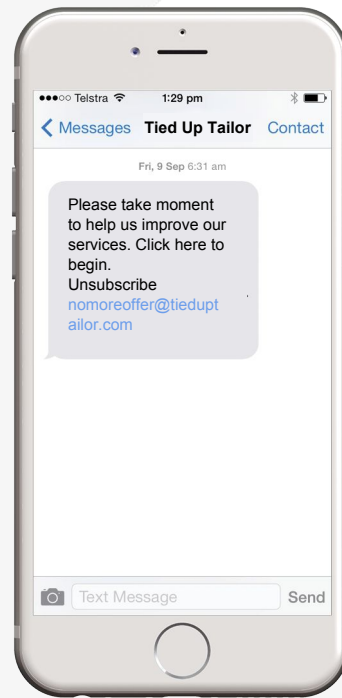 Telstra 1:29 pm
Messages Tied Up Tailor Contact
Fri, 9 Sep 6:31 am
Please take moment
to help us improve our
services. Click here to
begin.
Unsubscribe
nomoreoffer@tiedupt
ailor.com
Text Message Send